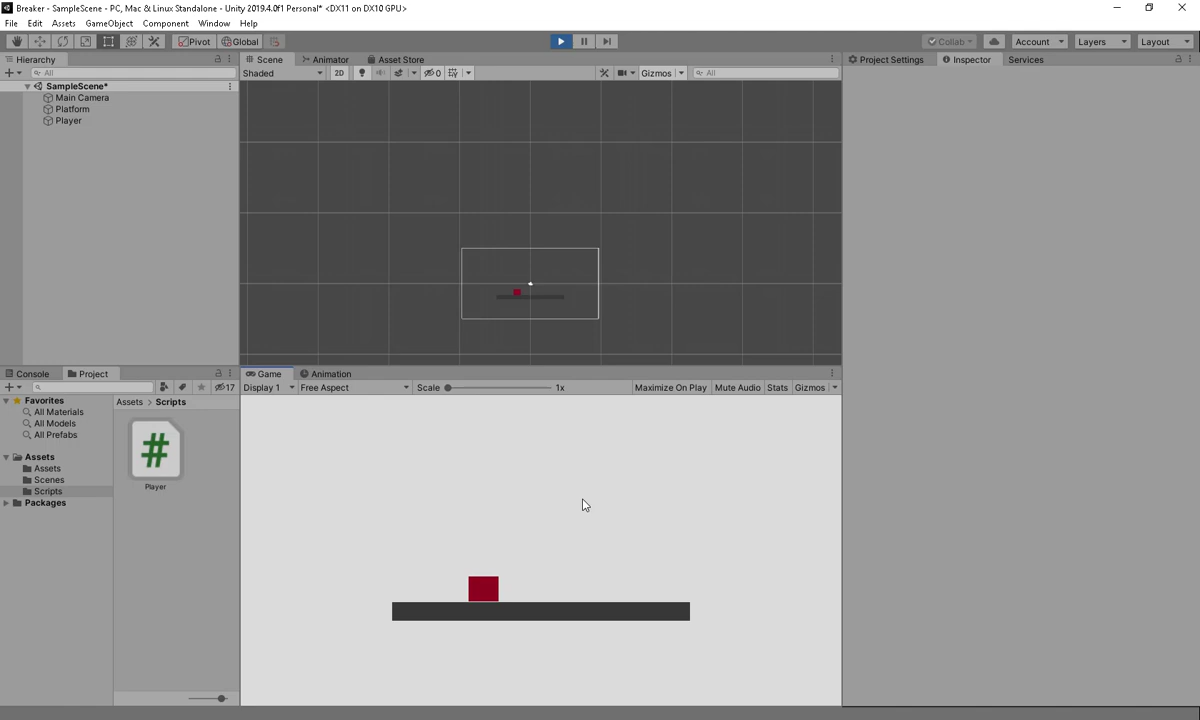 Breaker - SampleScene - PC, Mac & Linux Standalone - Unity 2019.4.0f1 Personal* <DX11 on DX10 GPU>
File Edit Assets GameObject Component Window Help
Pivot Global Collab Account Layers Layout
Hierarchy
All
SampleScene*
Main Camera
Platform
Player
Scene Animator Asset Store
Shaded 2D 0 Gizmos All
Project Settings Inspector Services
Console Project
17
Favorites
All Materials
All Models
All Prefabs
Assets
Assets
Scenes
Scripts
Packages
Assets > Scripts
#
Player
Game Animation
Display 1 Free Aspect Scale 1x Maximize On Play Mute Audio Stats Gizmos